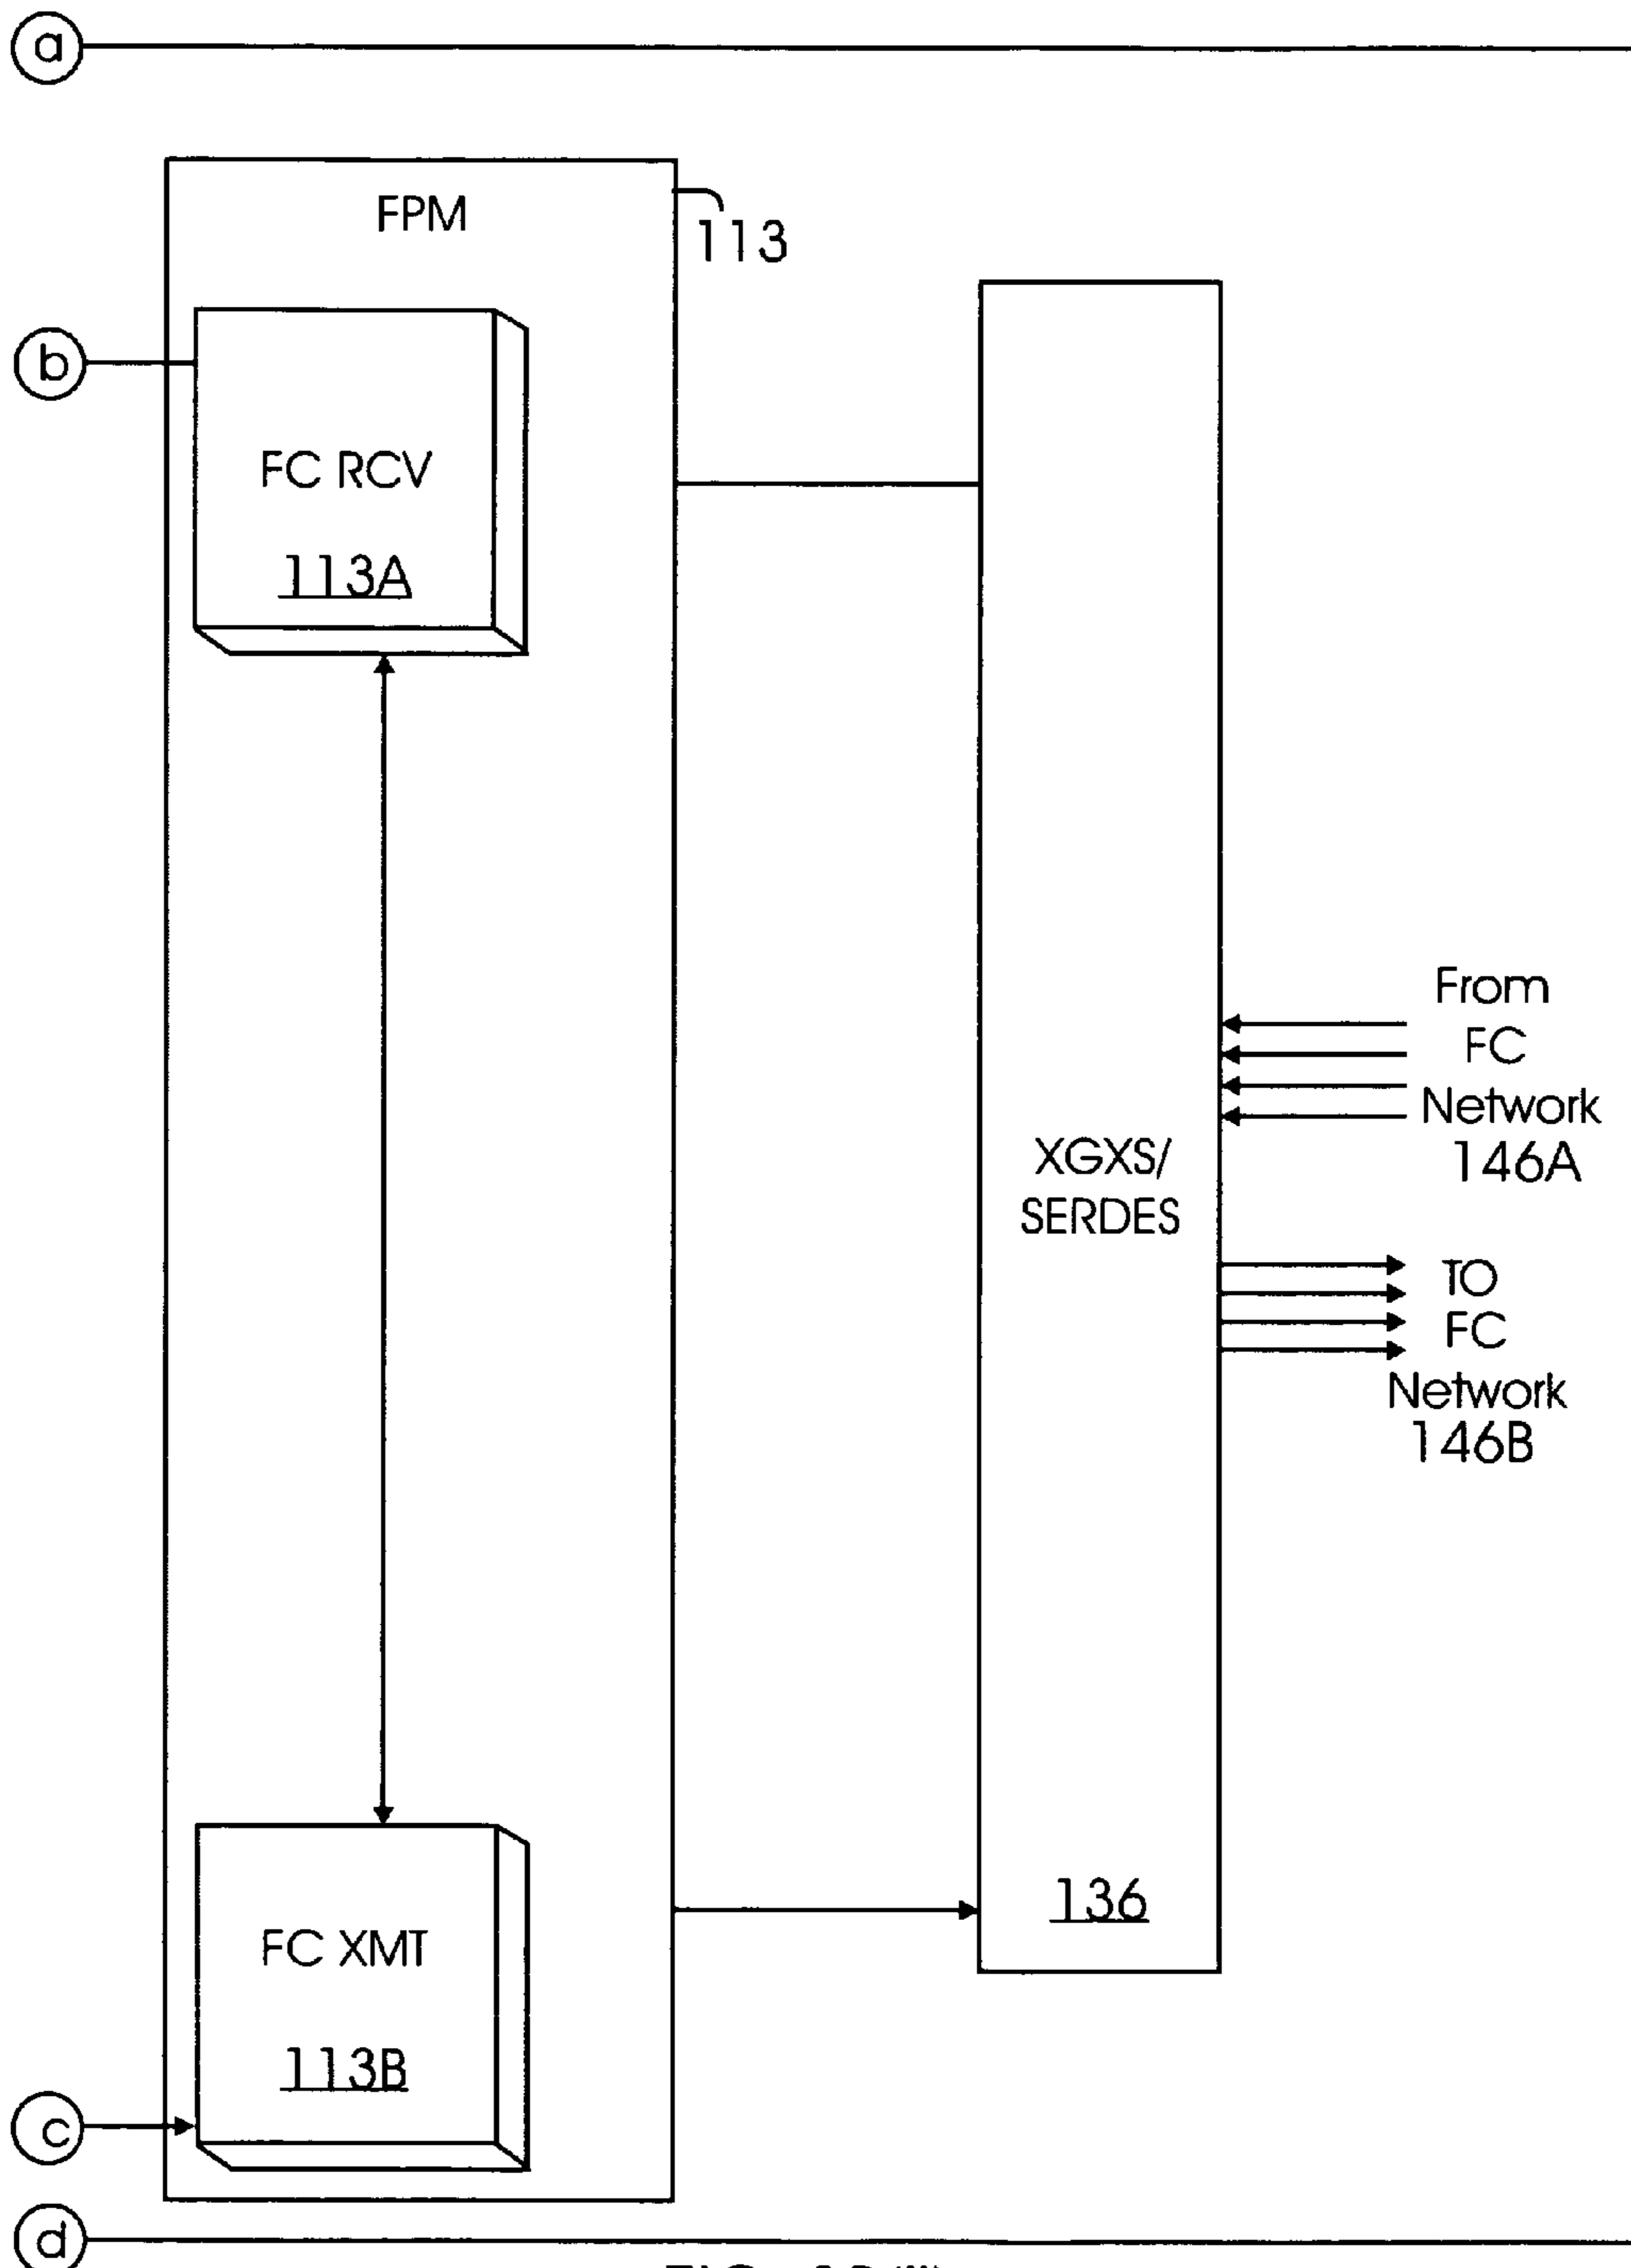 a
FPM
113
b
FC RCV
113A
From
FC
Network
146A
XGXS/
SERDES
TO
FC
Network
146B
136
FC XMT
113B
c
d